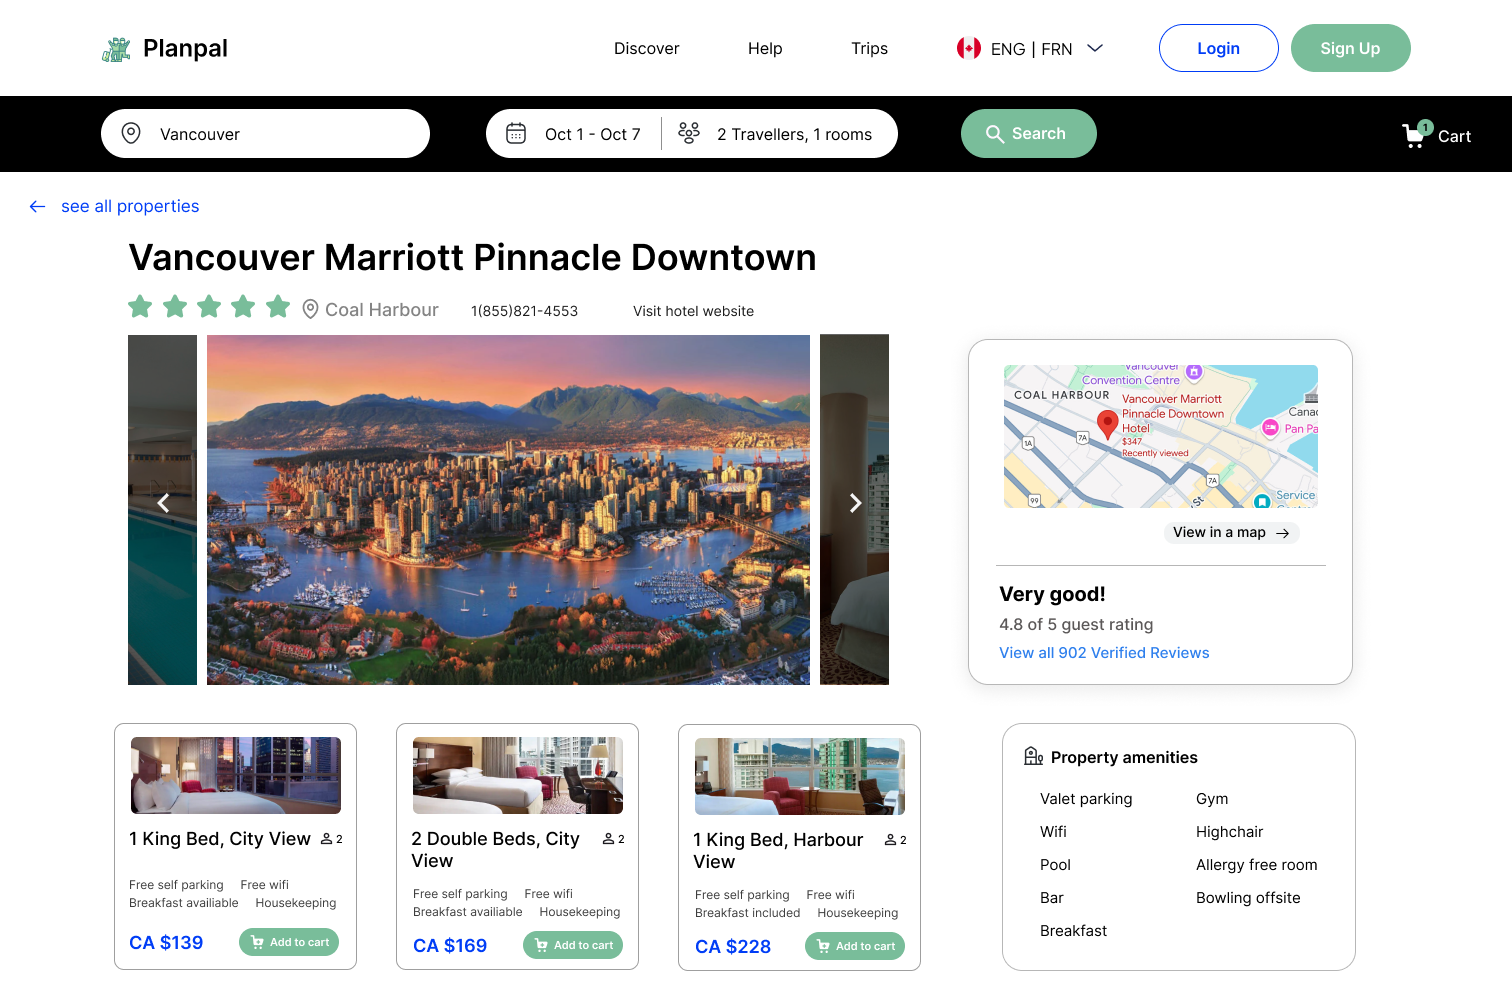 Planpal
Discover
Help
Trips
ENG | FRN
Login
Sign Up
Vancouver
Oct 1 - Oct 7
2 Travellers, 1 rooms
Search
1
Cart
see all properties
Vancouver Marriott Pinnacle Downtown
Coal Harbour
1(855)821-4553
Visit hotel website
Vancouver
Convention Centre
COAL HARBOUR
Vancouver Marriott
Pinnacle Downtown
Hotel
$347
Recently viewed
Canac
Pan Pa
1A
7A
7A
99
St
Service
View in a map
Very good!
4.8 of 5 guest rating
View all 902 Verified Reviews
1 King Bed, City View
2
Free self parking Free wifi
Breakfast availiable Housekeeping
CA $139
Add to cart
2 Double Beds, City
View
2
Free self parking Free wifi
Breakfast availiable Housekeeping
CA $169
Add to cart
1 King Bed, Harbour
View
2
Free self parking Free wifi
Breakfast included Housekeeping
CA $228
Add to cart
Property amenities
Valet parking
Gym
Wifi
Highchair
Pool
Allergy free room
Bar
Bowling offsite
Breakfast